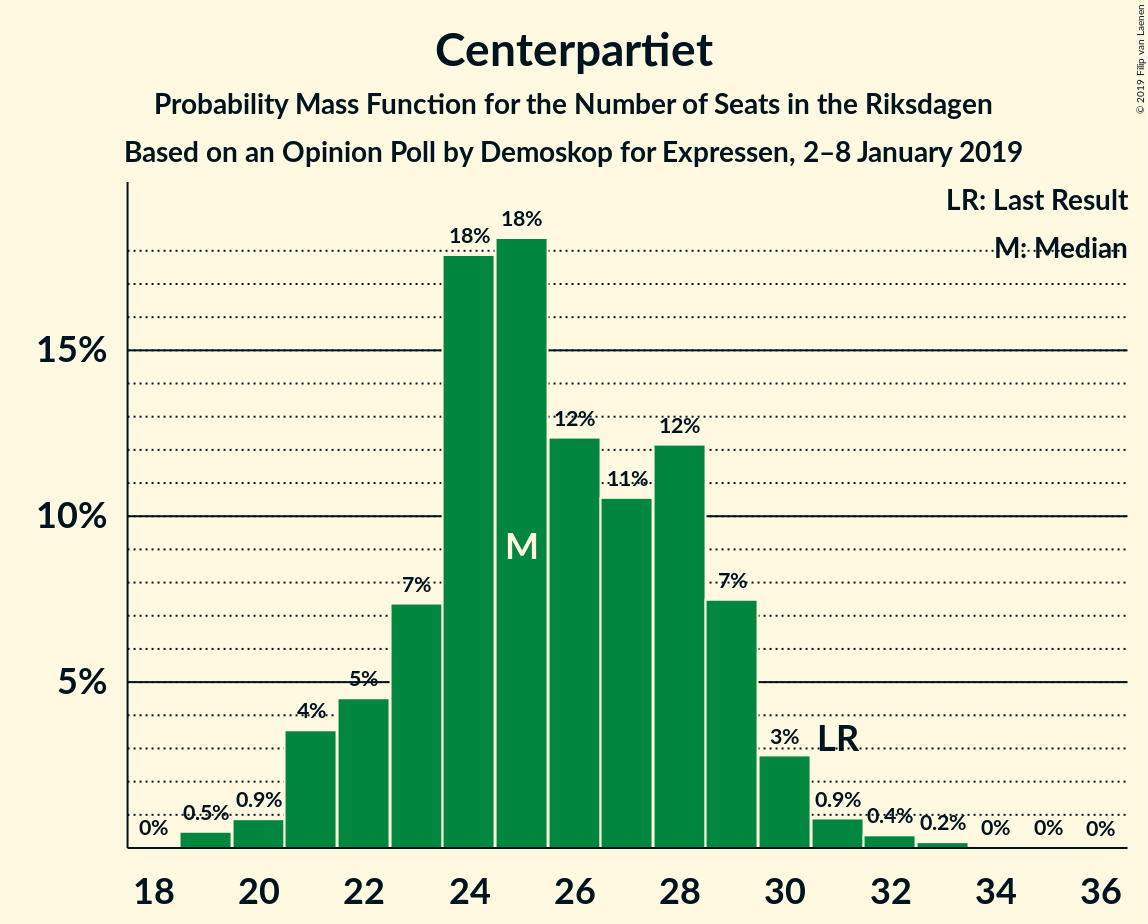 Centerpartiet
Probability Mass Function for the Number of Seats in the Riksdagen
Based on an Opinion Poll by Demoskop for Expressen, 2–8 January 2019
© 2019 Filip van Laenen
LR: Last Result
M: Median
15%
10%
5%
0%
0.5%
0.9%
4%
5%
7%
18%
18%
12%
11%
12%
7%
3%
0.9%
0.4%
0.2%
0%
0%
0%
M
LR
18 20 22 24 26 28 30 32 34 36